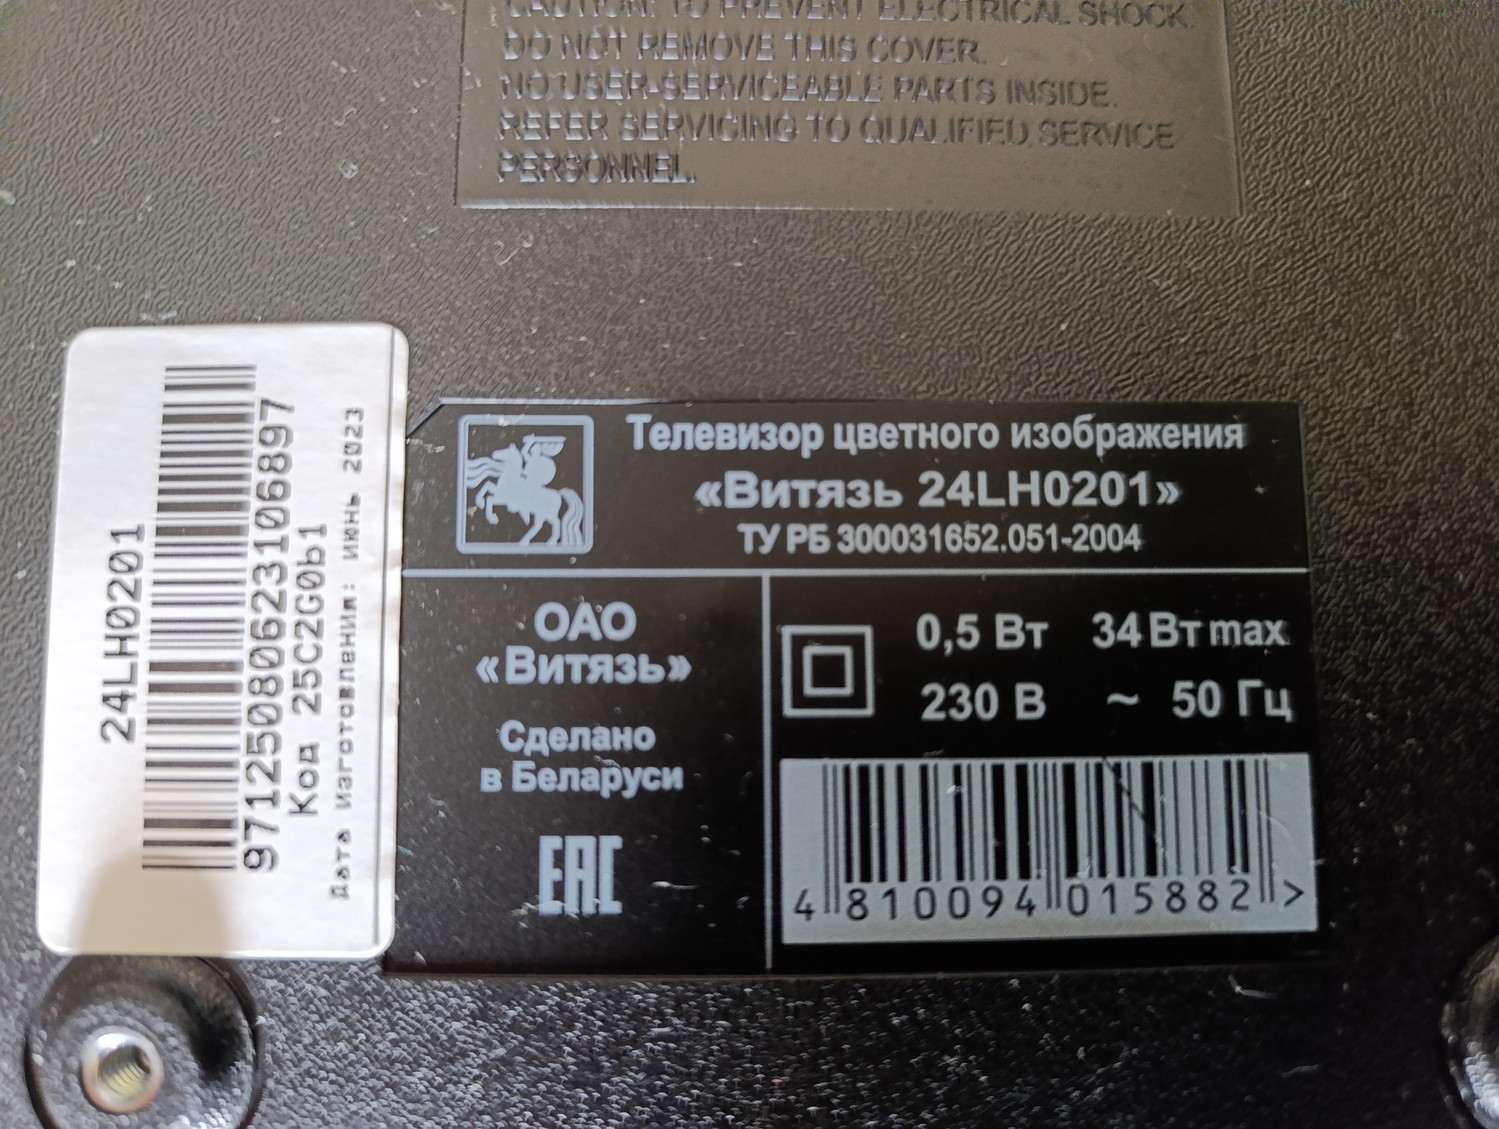 CAUTION: TO PREVENT ELECTRICAL SHOCK.
DO NOT REMOVE THIS COVER.
NO USER-SERVICEABLE PARTS INSIDE.
REFER SERVICING TO QUALIFIED SERVICE
PERSONNEL.
24LH0201
97125080623106897
Код 25C2G0b1
Дата Изготовления: июнь 2023
Телевизор цветного изображения
«Витязь 24LH0201»
ТУ РБ 300031652.051-2004
ОАО
«Витязь»
Сделано
в Беларуси
EAC
0,5 Вт 34 Вт max
230 В ~ 50 Гц
4 810094 015882 >